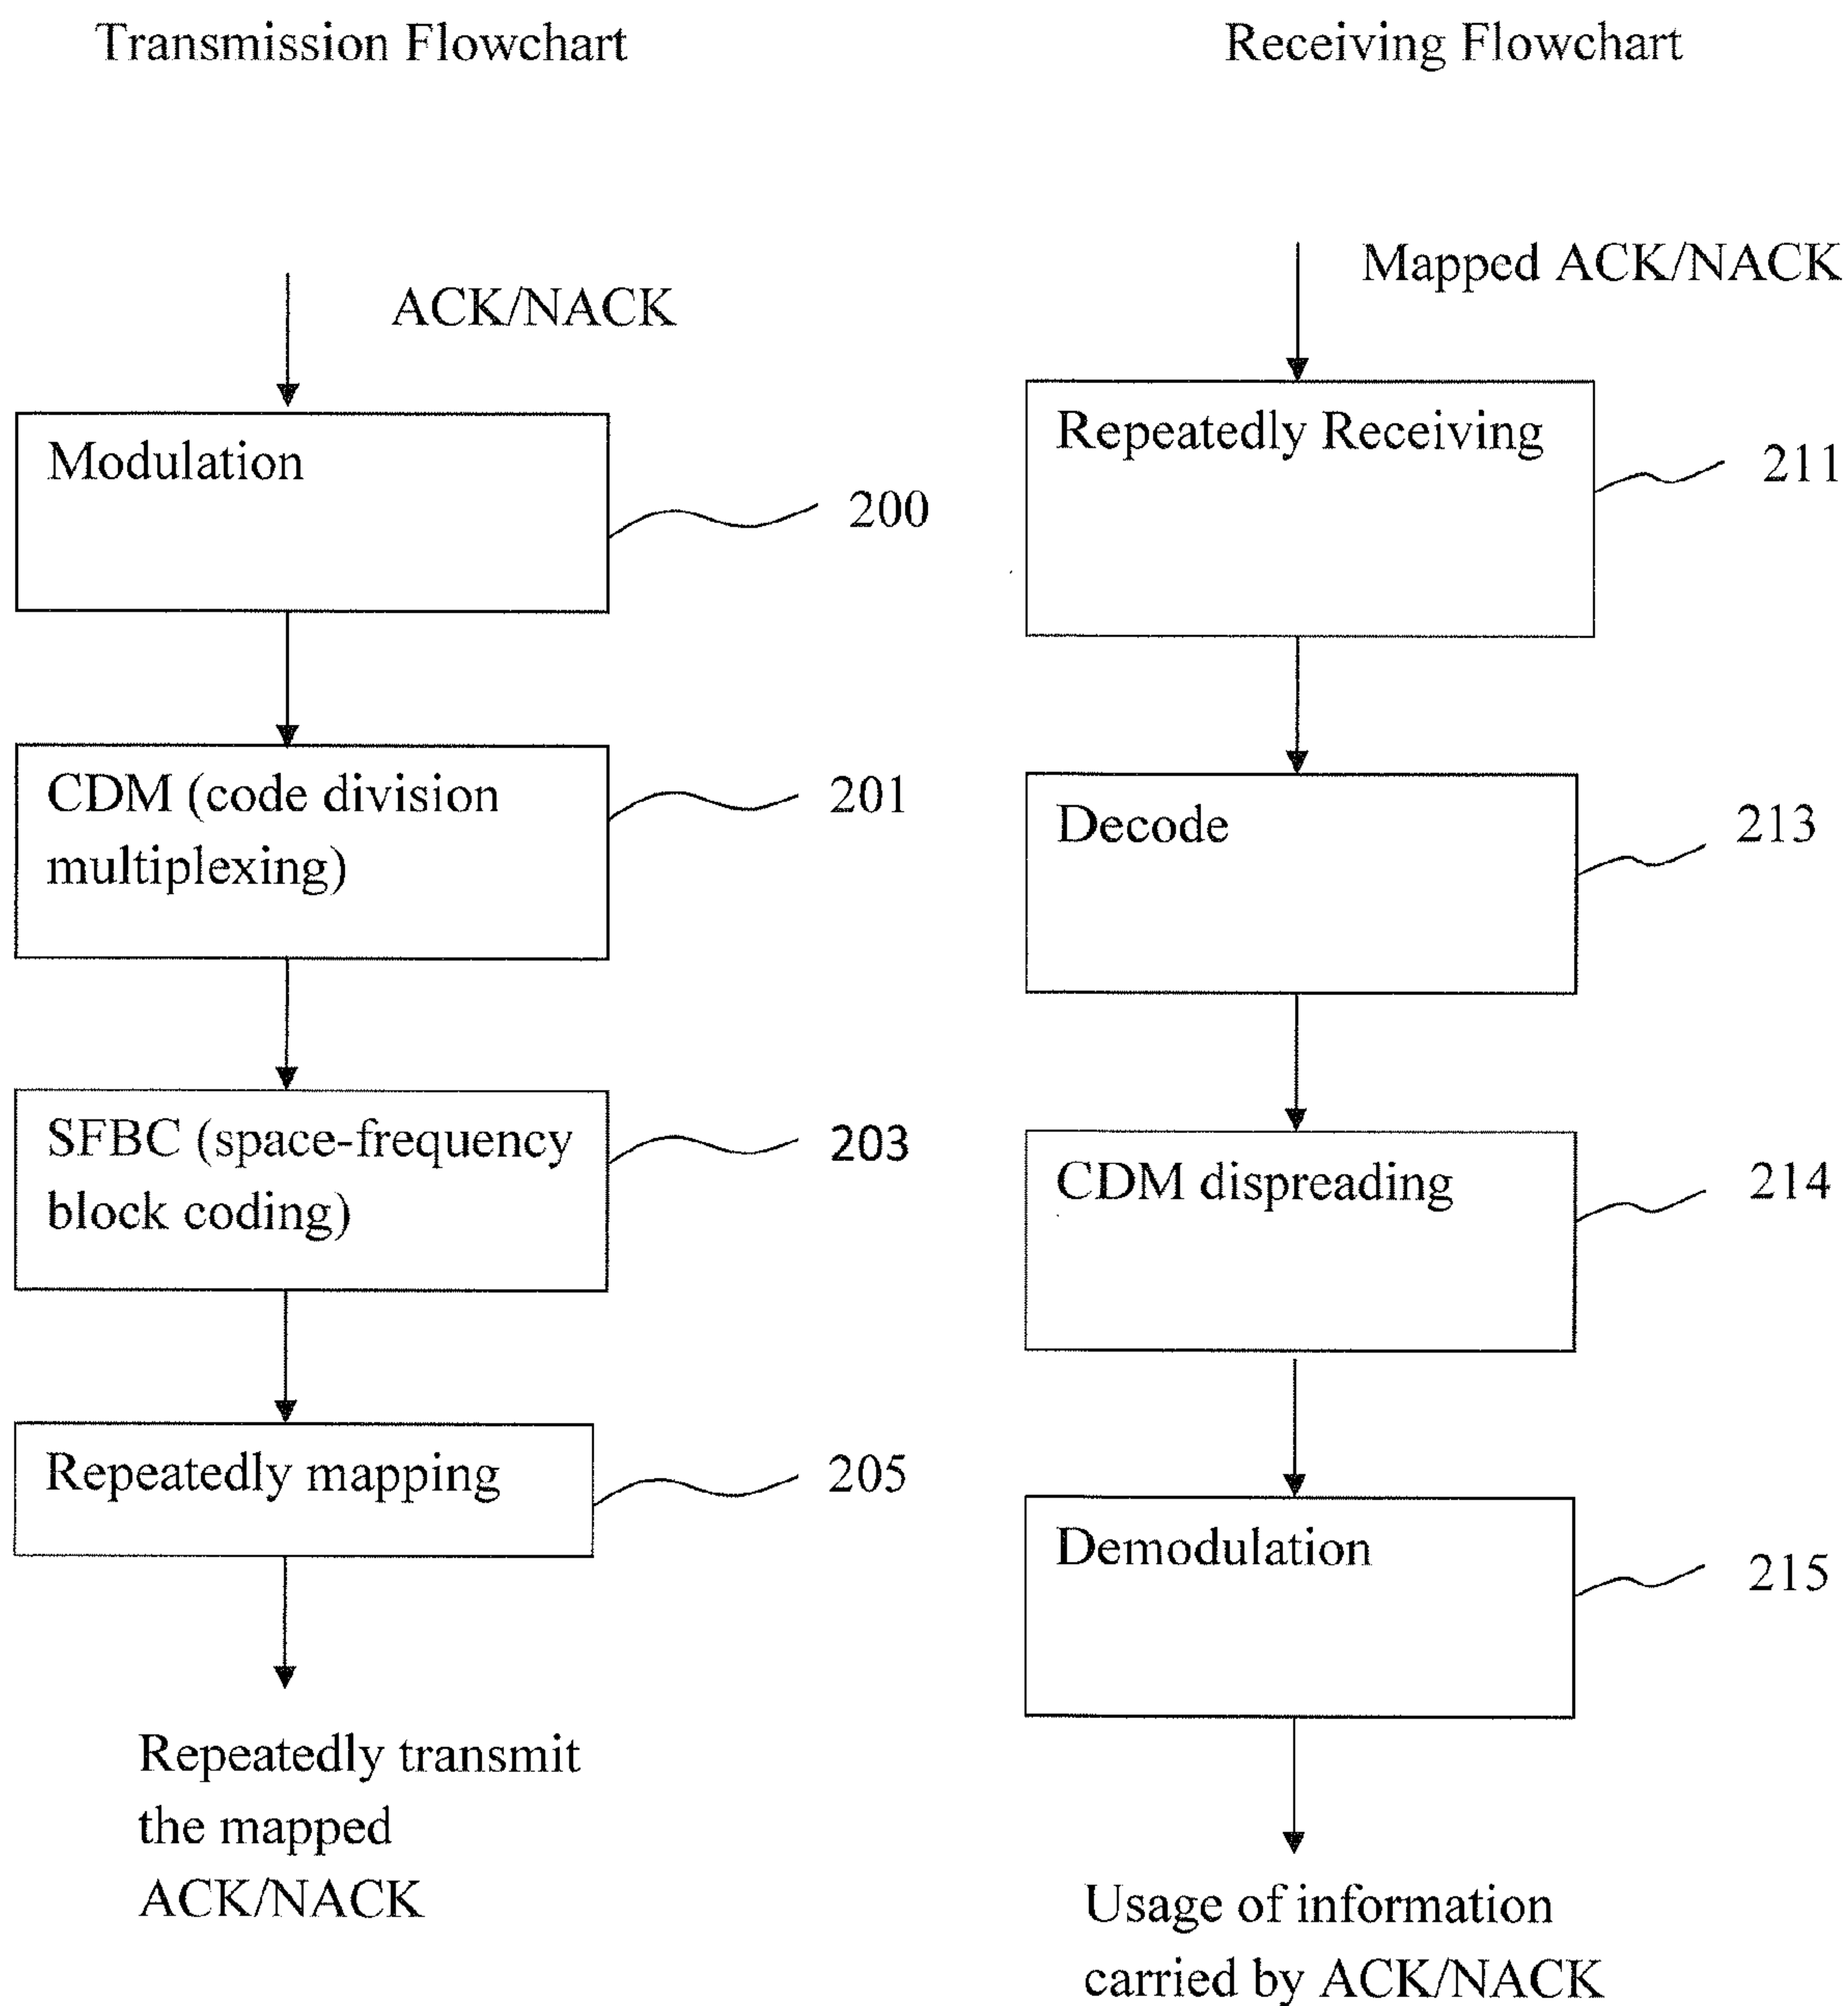 Transmission Flowchart
ACK/NACK
Modulation
200
CDM (code division
multiplexing)
201
SFBC (space-frequency
block coding)
203
Repeatedly mapping
205
Repeatedly transmit
the mapped
ACK/NACK
Receiving Flowchart
Mapped ACK/NACK
Repeatedly Receiving
211
Decode
213
CDM dispreading
214
Demodulation
215
Usage of information
carried by ACK/NACK